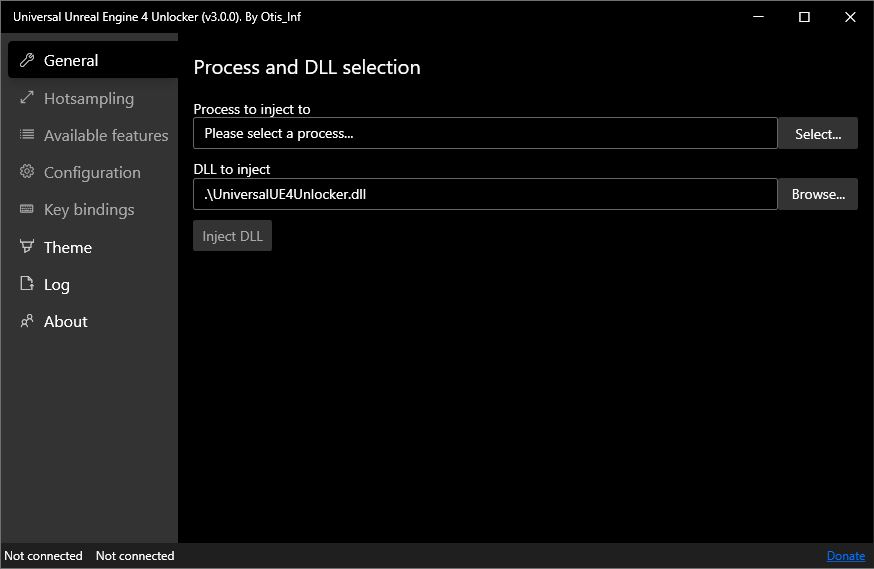 Universal Unreal Engine 4 Unlocker (v3.0.0). By Otis_Inf
General
Hotsampling
Available features
Configuration
Key bindings
Theme
Log
About
Process and DLL selection
Process to inject to
Please select a process...
Select...
DLL to inject
.\UniversalUE4Unlocker.dll
Browse...
Inject DLL
Not connected
Not connected
Donate